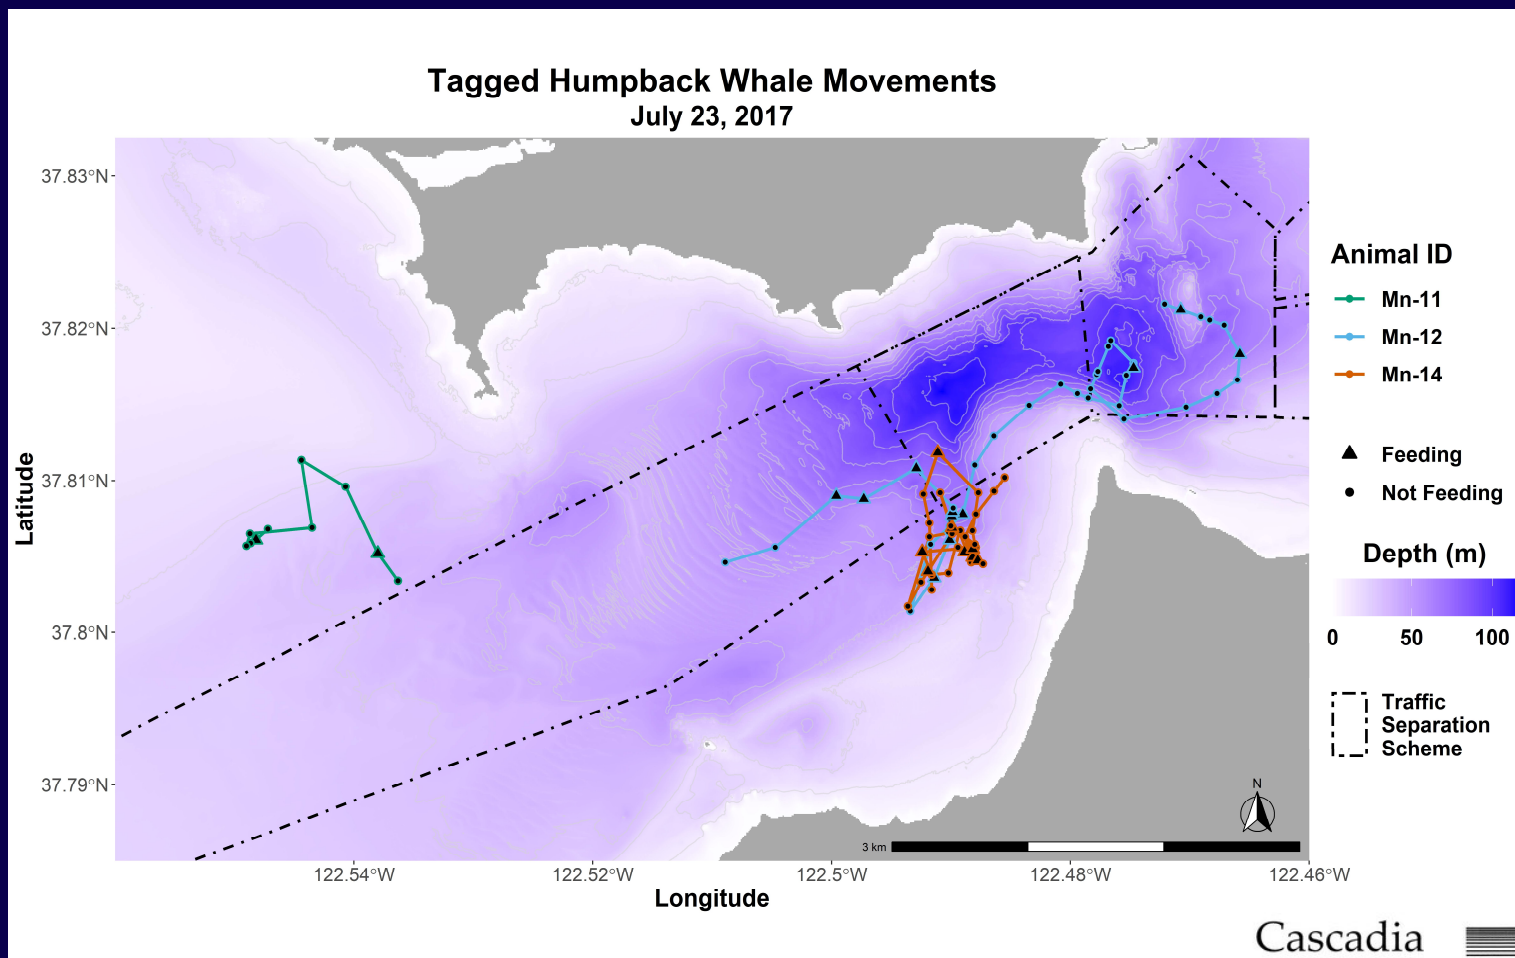 Tagged Humpback Whale Movements
July 23, 2017
37.83°N
37.82°N
37.81°N
37.8°N
37.79°N
Latitude
122.54°W
122.52°W
122.5°W
122.48°W
122.46°W
Longitude
3 km
N
Animal ID
Mn-11
Mn-12
Mn-14
Feeding
Not Feeding
Depth (m)
0 50 100
Traffic
Separation
Scheme
Cascadia